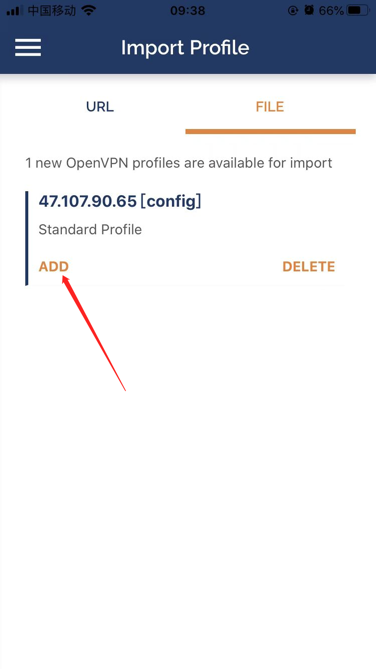 中国移动 09:38 66%
Import Profile
URL FILE
1 new OpenVPN profiles are available for import
47.107.90.65 [config]
Standard Profile
ADD DELETE